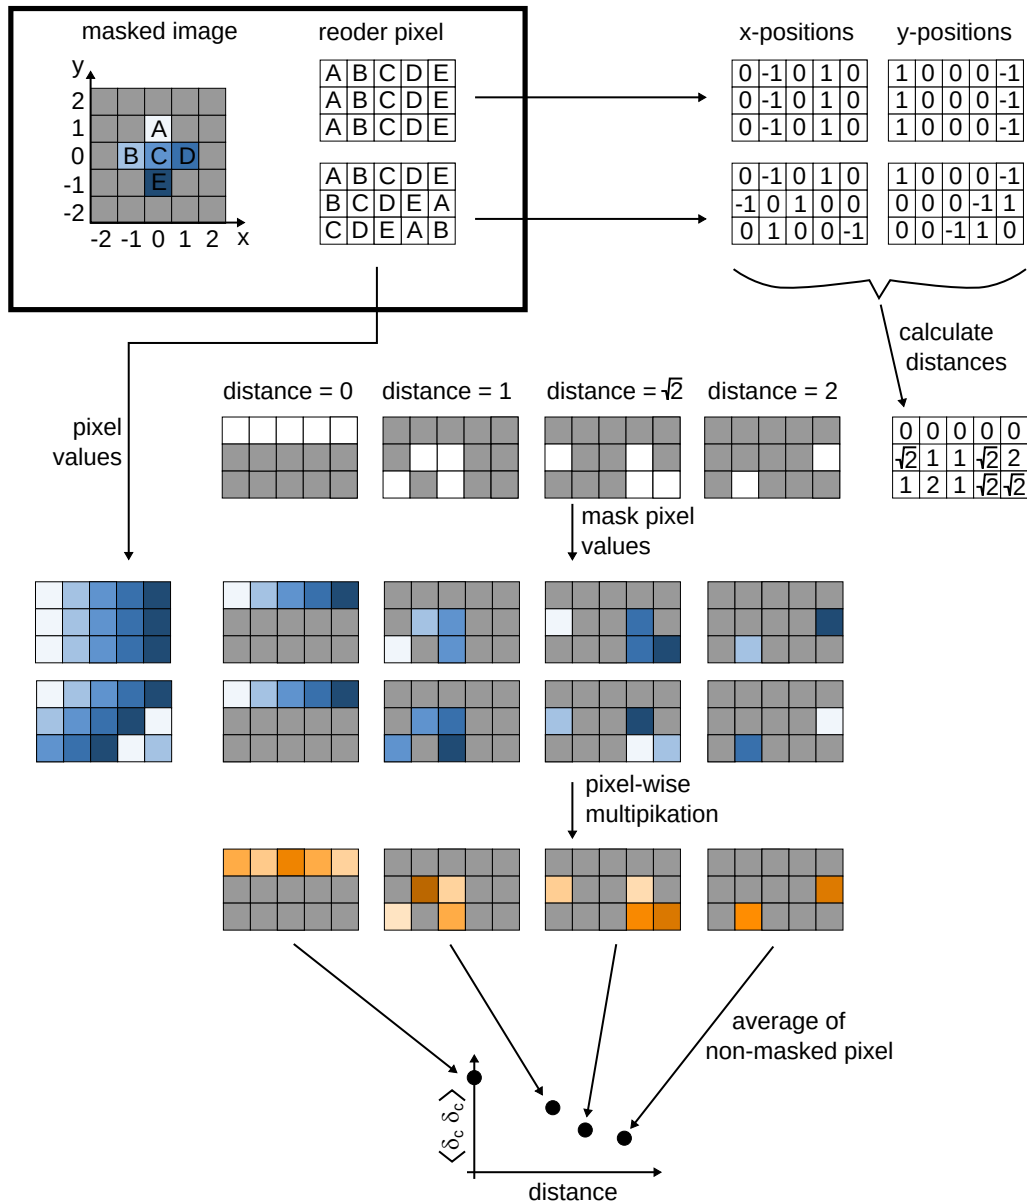 masked image
reoder pixel
x-positions
y-positions
y
2
1
0
-1
-2
-2 -1 0 1 2 x
A
B C D
E
A B C D E
A B C D E
A B C D E
A B C D E
B C D E A
C D E A B
0 -1 0 1 0
0 -1 0 1 0
0 -1 0 1 0
1 0 0 0 -1
1 0 0 0 -1
1 0 0 0 -1
0 -1 0 1 0
-1 0 1 0 0
0 1 0 0 -1
1 0 0 0 -1
0 0 0 -1 1
0 0 -1 1 0
calculate
distances
0 0 0 0 0
√2 1 1 √2 2
1 2 1 √2 √2
pixel
values
distance = 0
distance = 1
distance = √2
distance = 2
mask pixel
values
pixel-wise
multipikation
average of
non-masked pixel
⟨δc δc⟩
distance